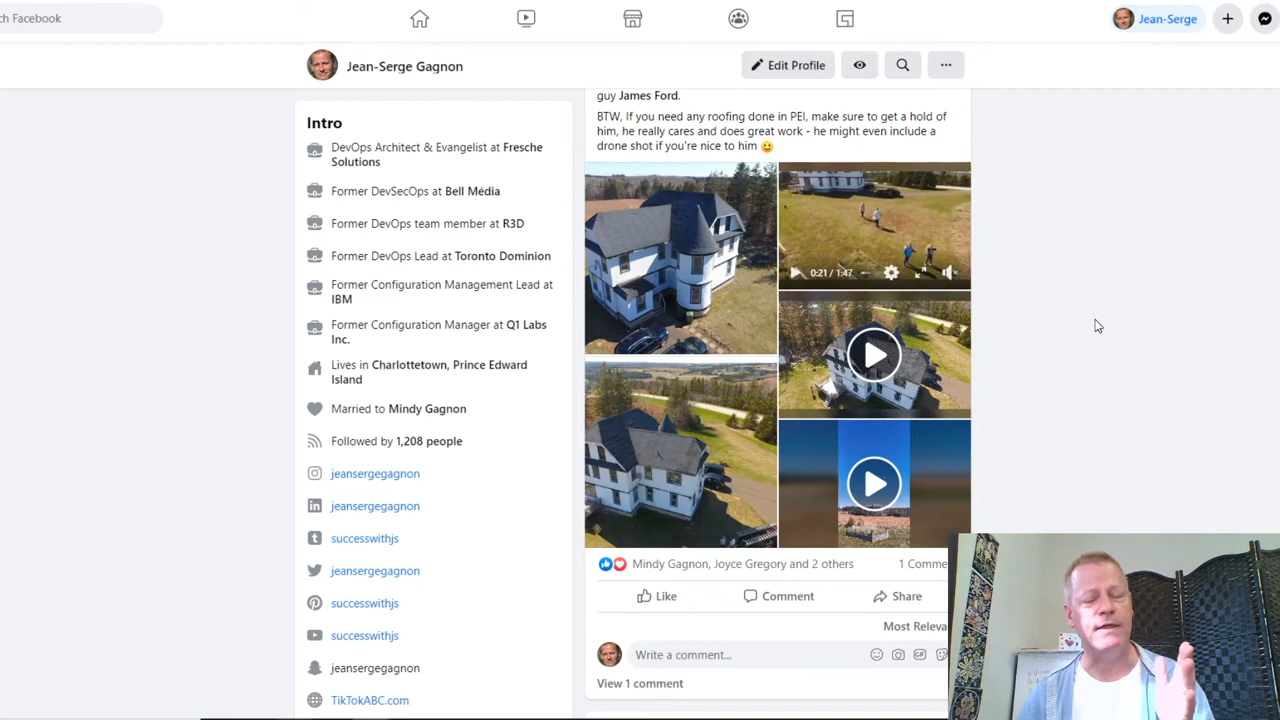 ch Facebook
Jean-Serge
Jean-Serge Gagnon
Edit Profile
Intro
DevOps Architect & Evangelist at Fresche
Solutions
Former DevSecOps at Bell Média
Former DevOps team member at R3D
Former DevOps Lead at Toronto Dominion
Former Configuration Management Lead at
IBM
Former Configuration Manager at Q1 Labs
Inc.
Lives in Charlottetown, Prince Edward
Island
Married to Mindy Gagnon
Followed by 1,208 people
jeansergegagnon
jeansergegagnon
successwithjs
jeansergegagnon
successwithjs
successwithjs
jeansergegagnon
TikTokABC.com
guy James Ford.
BTW, If you need any roofing done in PEI, make sure to get a hold of
him, he really cares and does great work - he might even include a
drone shot if you're nice to him 😀
0:21 / 1:47
Mindy Gagnon, Joyce Gregory and 2 others
1 Comme
Like
Comment
Share
Most Releva
Write a comment...
View 1 comment